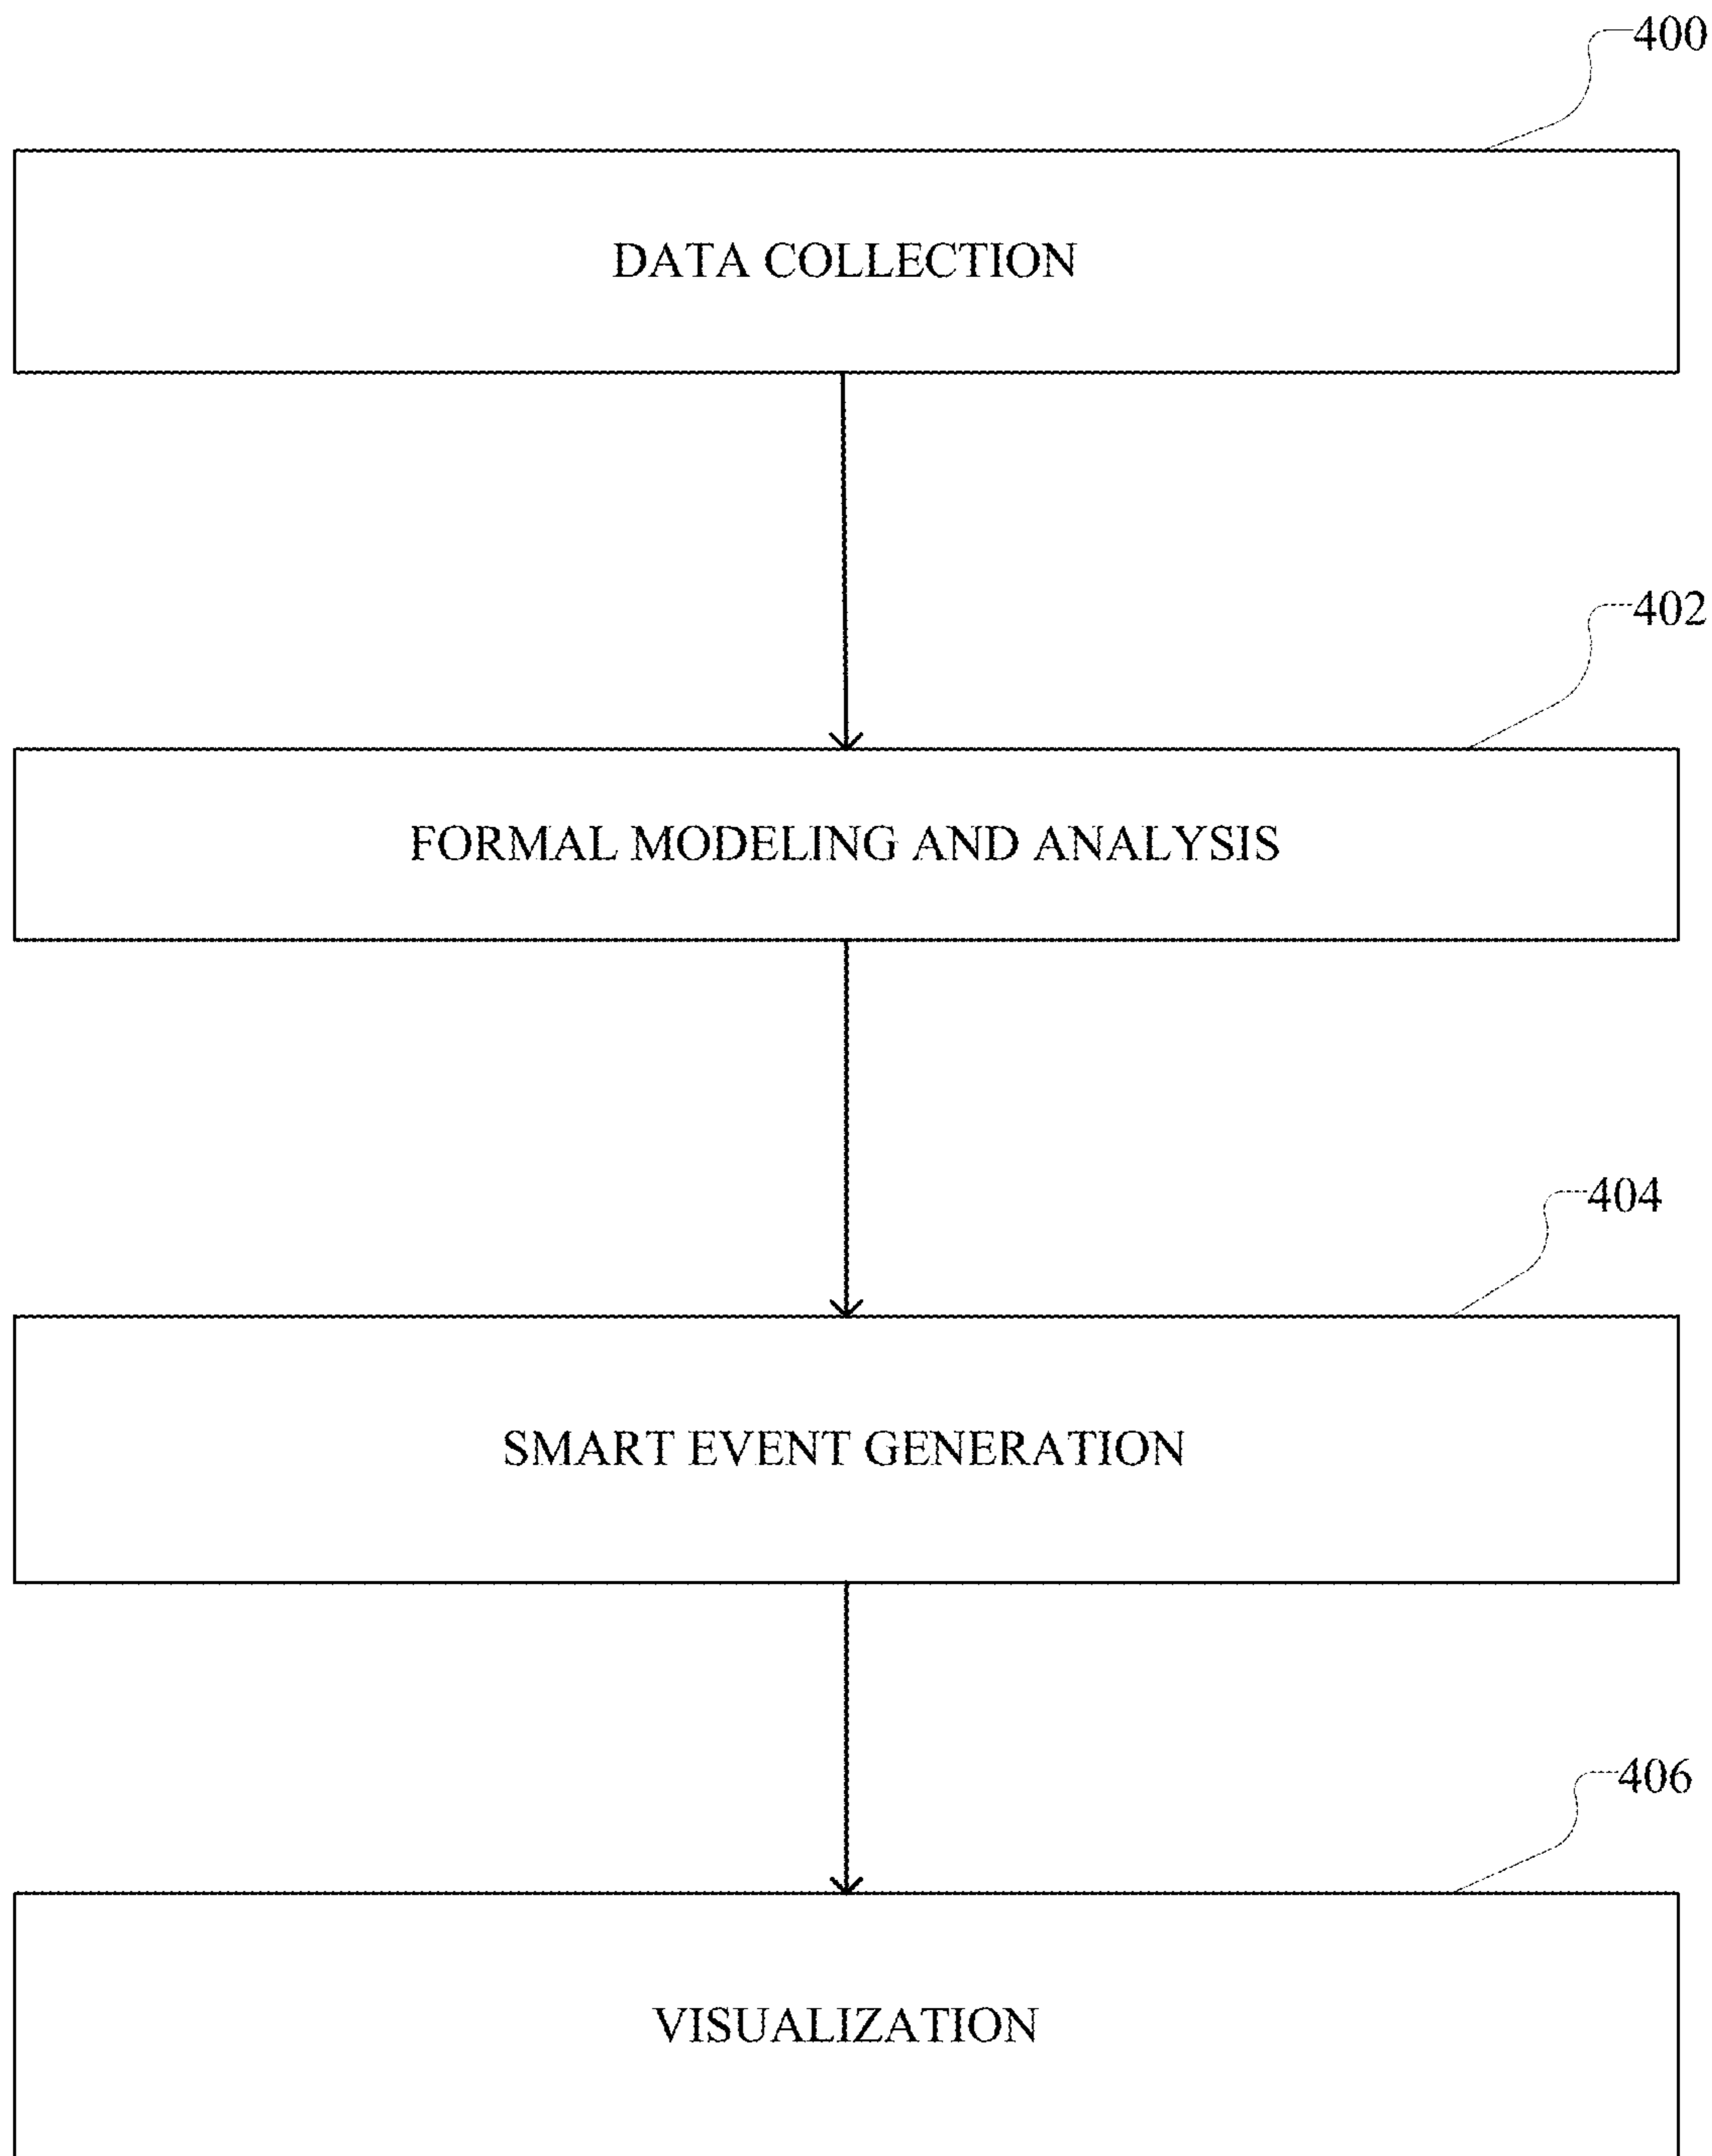 400
DATA COLLECTION
402
FORMAL MODELING AND ANALYSIS
404
SMART EVENT GENERATION
406
VISUALIZATION